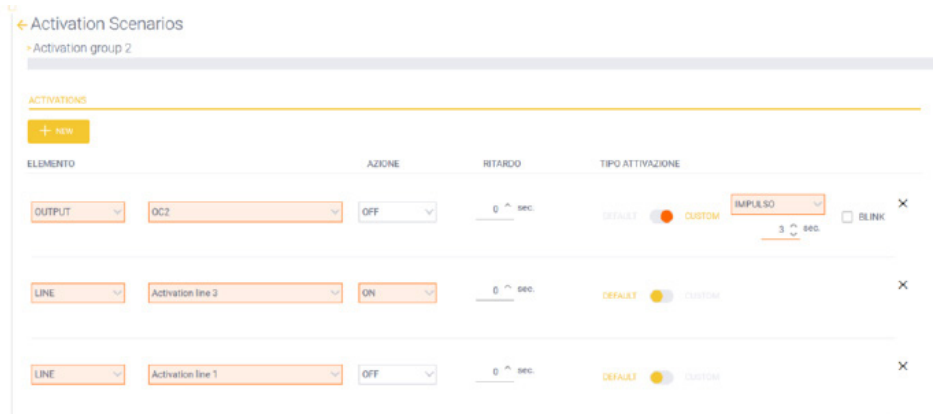 Activation Scenarios
Activation group 2
ACTIVATIONS
+ NEW
ELEMENTO AZIONE RITARDO TIPO ATTIVAZIONE
OUTPUT OC2 OFF 0 sec. DEFAULT CUSTOM IMPULSO BLINK
3 sec.
LINE Activation line 3 ON 0 sec. DEFAULT CUSTOM
LINE Activation line 1 OFF 0 sec. DEFAULT CUSTOM